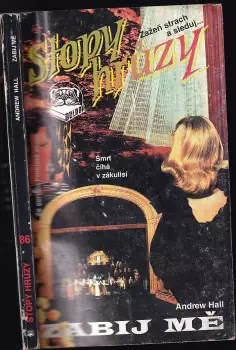 ANDREW HALL
ZABIJ MĚ
86
STOPY HRŮZY
Stopy
hrůzy
Zažeň strach
a sleduj...
Smrt
číhá
v zákulisí
Andrew Hall
ZABIJ MĚ